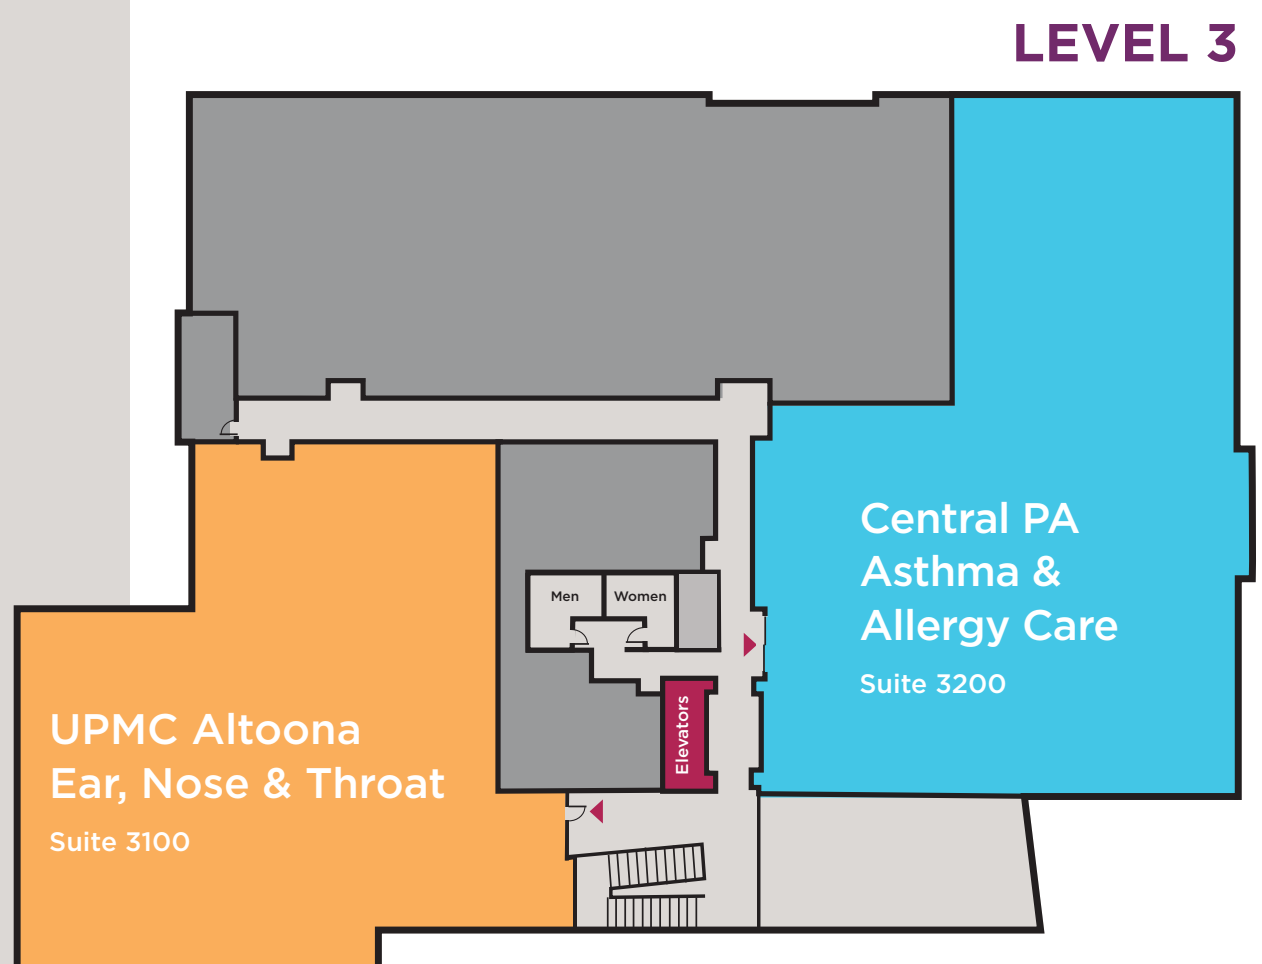 LEVEL 3
Central PA
Asthma &
Allergy Care
Suite 3200
Men
Women
Elevators
UPMC Altoona
Ear, Nose & Throat
Suite 3100